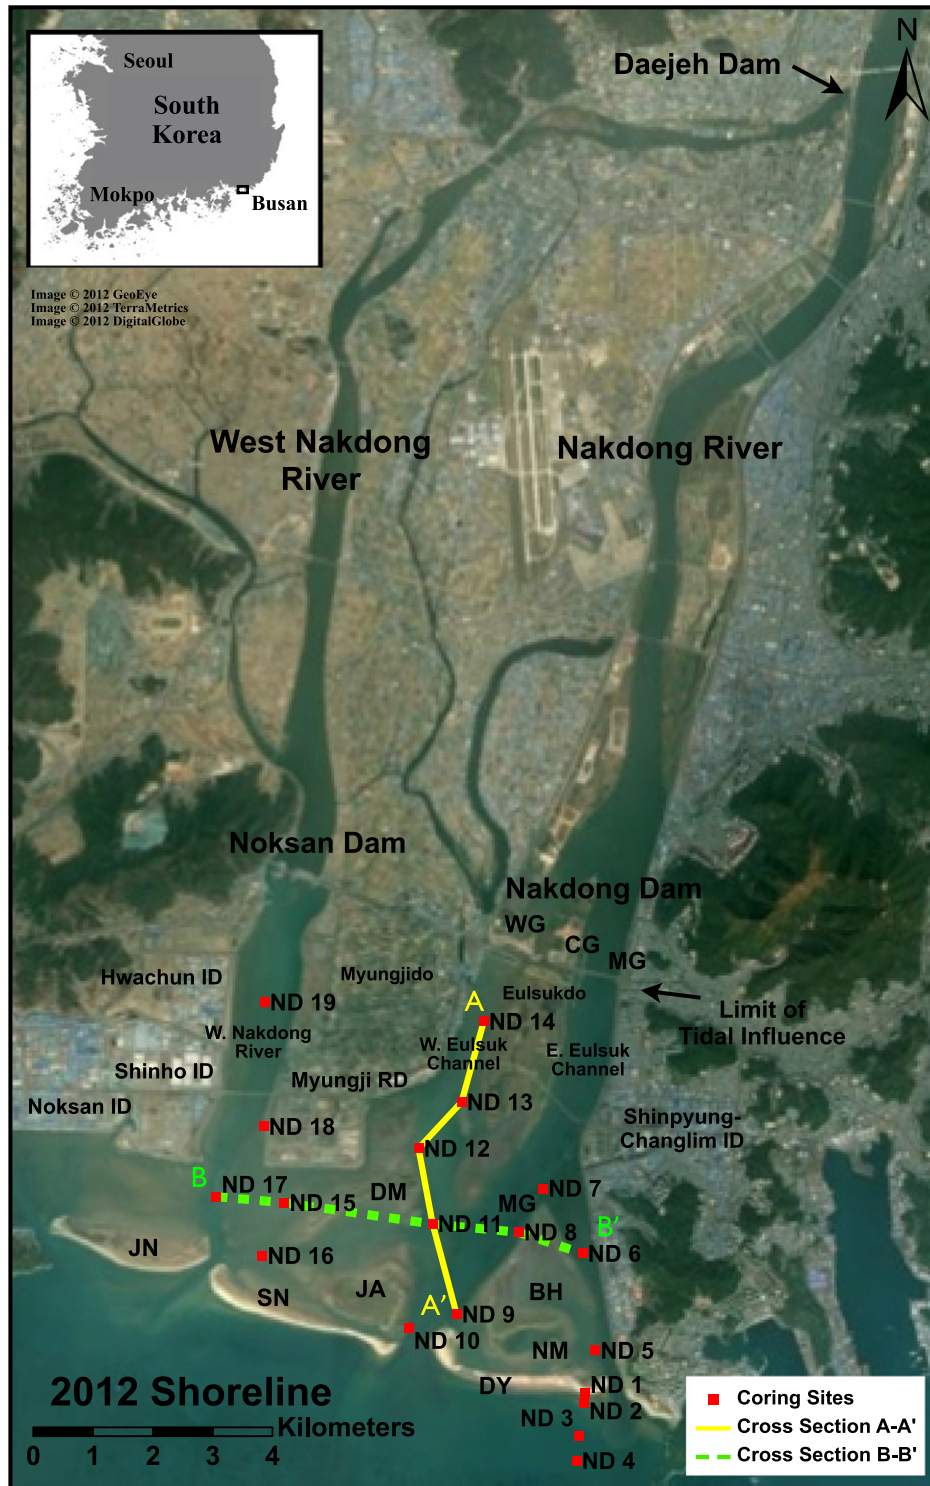 N
Daejeh Dam
Seoul
South
Korea
Mokpo
Busan
Image © 2012 GeoEye
Image © 2012 TerraMetrics
Image © 2012 DigitalGlobe
West Nakdong
River
Nakdong River
Noksan Dam
Nakdong Dam
WG
CG
MG
Hwachun ID
Myungjido
Eulsukdo
ND 19
A
ND 14
Limit of
Tidal Influence
W. Nakdong
River
W. Eulsuk
Channel
E. Eulsuk
Channel
Shinho ID
Myungji RD
Noksan ID
ND 13
Shinpyung-
Changlim ID
ND 18
ND 12
B
ND 17
ND 15
DM
ND 7
MG
ND 11
ND 8
B'
ND 6
JN
ND 16
SN
JA
BH
A'
ND 9
ND 10
NM
ND 5
2012 Shoreline
DY
ND 1
ND 2
ND 3
ND 4
Kilometers
0 1 2 3 4
Coring Sites
Cross Section A-A'
Cross Section B-B'